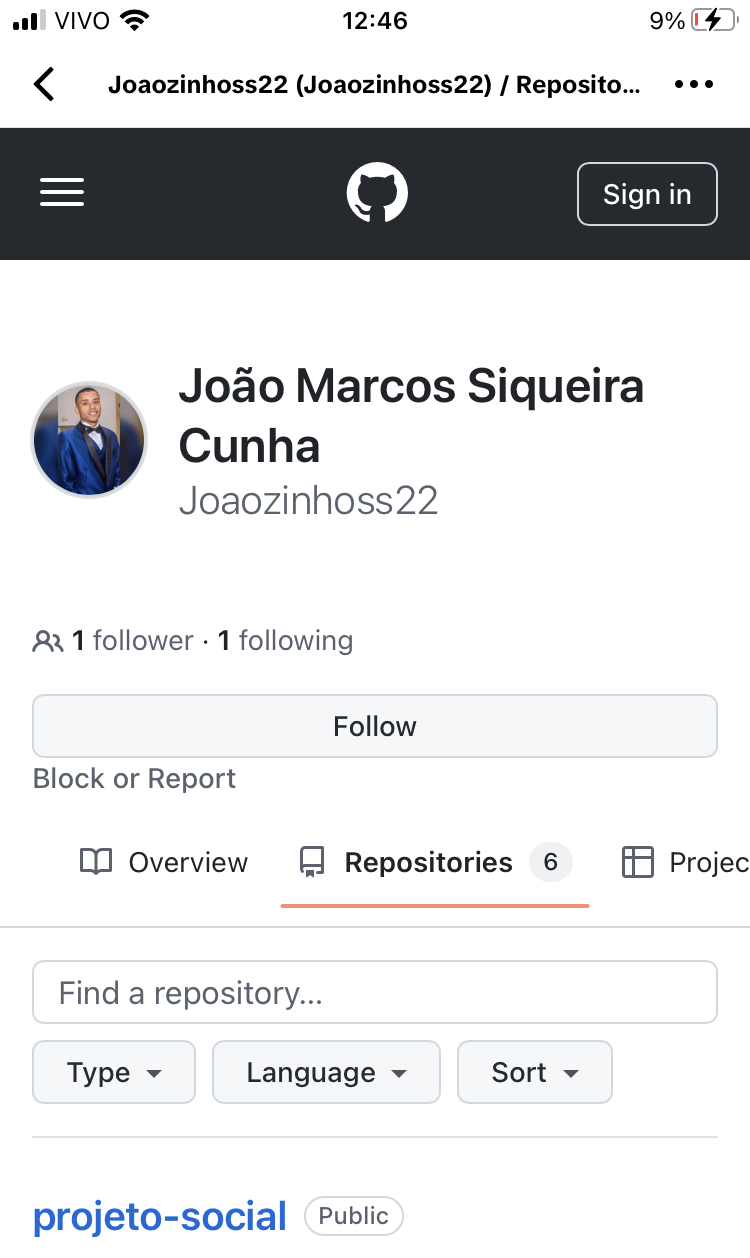 VIVO 12:46 9%
Joaozinhoss22 (Joaozinhoss22) / Reposito...
Sign in
João Marcos Siqueira
Cunha
Joaozinhoss22
1 follower · 1 following
Follow
Block or Report
Overview Repositories 6 Projec
Find a repository...
Type Language Sort
projeto-social Public